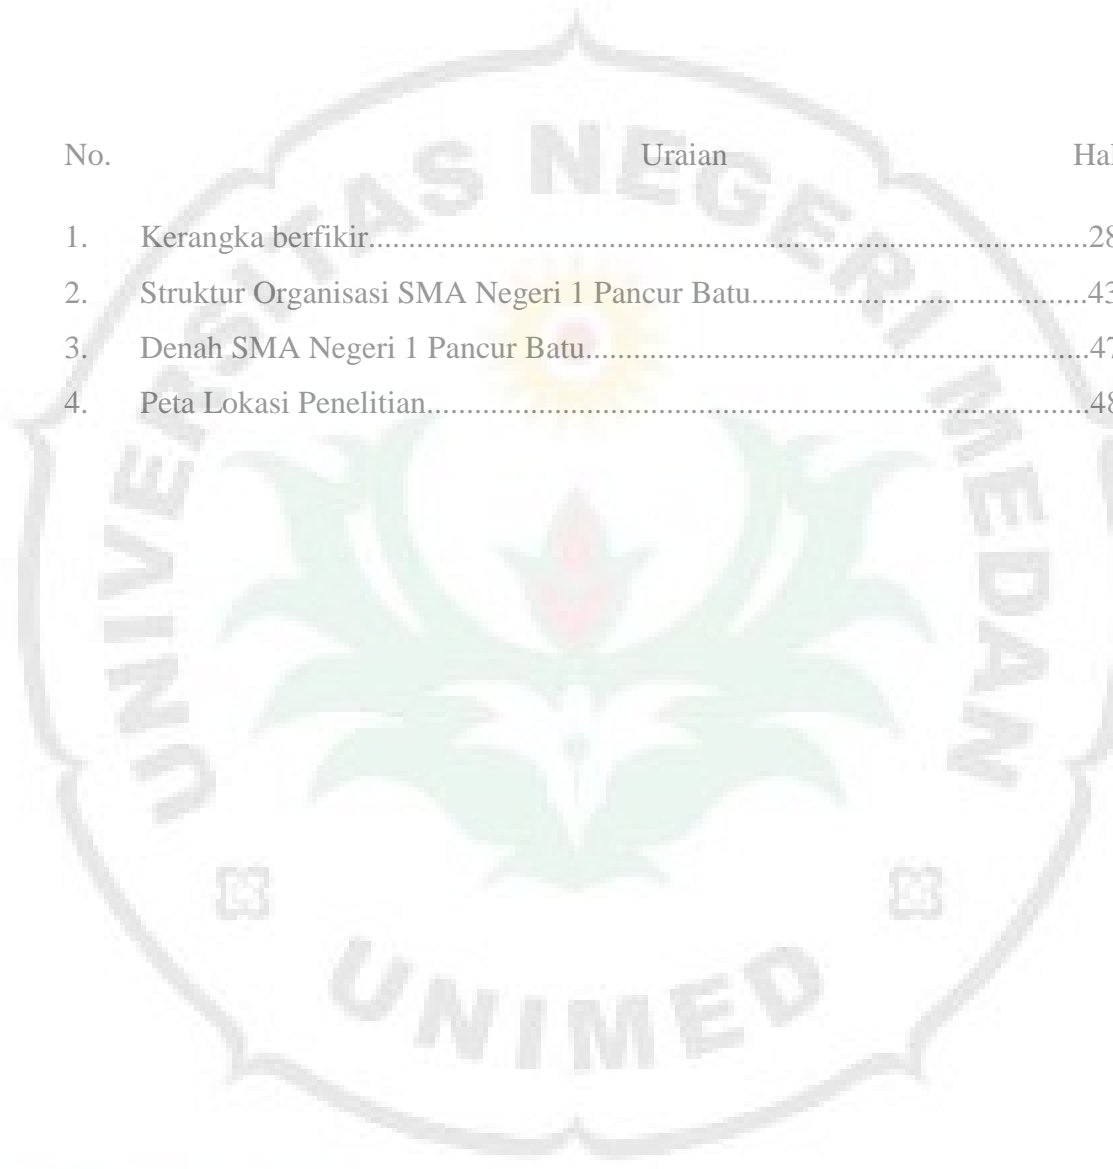 No. Uraian Hal
1. Kerangka berfikir..........................................................................................28
2. Struktur Organisasi SMA Negeri 1 Pancur Batu..........................................43
3. Denah SMA Negeri 1 Pancur Batu...............................................................47
4. Peta Lokasi Penelitian...................................................................................48
UNIVERSITAS NEGERI MEDAN
UNIMED